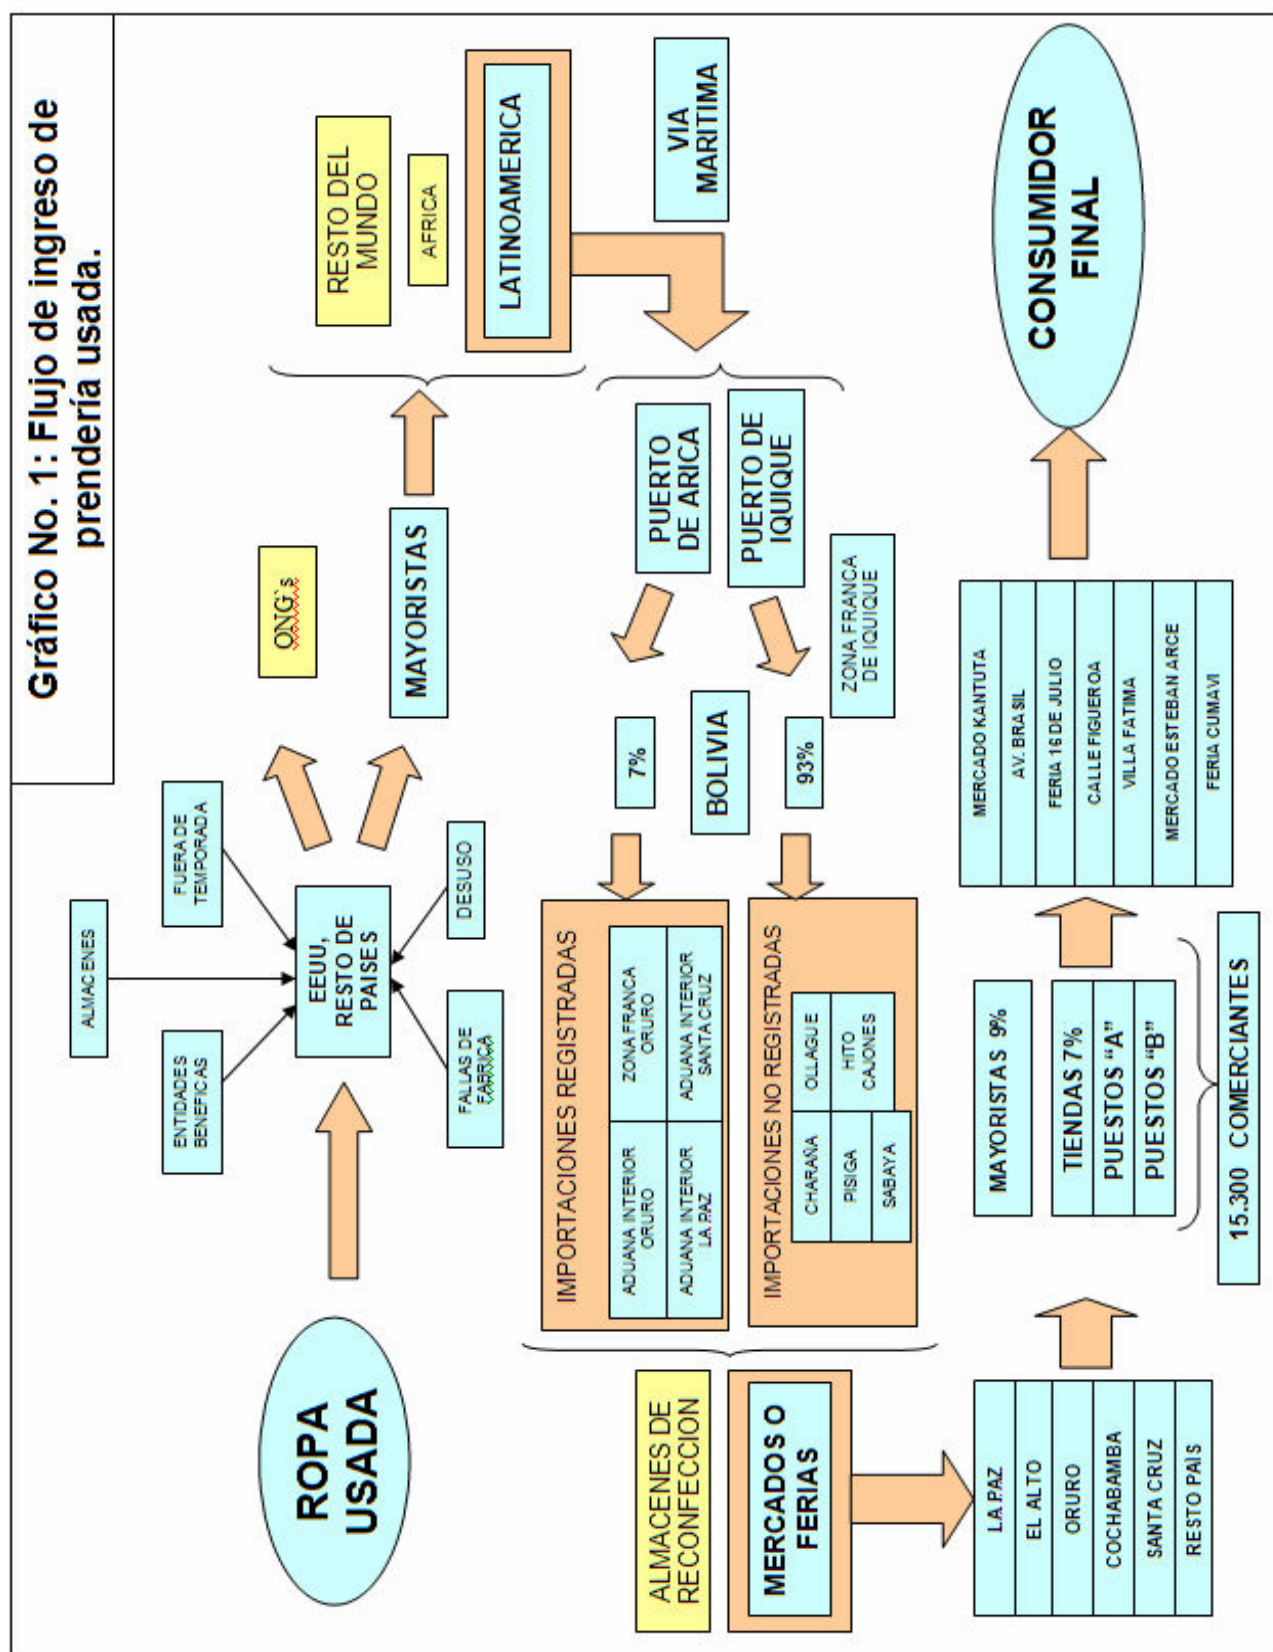 Gráfico No. 1: Flujo de ingreso de
prendería usada.
ROPA
USADA
ALMACENES
ENTIDADES
BENEFICAS
FUERA DE
TEMPORADA
EEUU,
RESTO DE
PAISES
FALLAS DE
FABRICA
DESUSO
ONG`s
MAYORISTAS
RESTO DEL
MUNDO
AFRICA
LATINOAMERICA
VIA
MARITIMA
PUERTO
DE ARICA
PUERTO DE
IQUIQUE
ZONA FRANCA
DE IQUIQUE
7%
BOLIVIA
93%
IMPORTACIONES REGISTRADAS
ADUANA INTERIOR
ORURO
ZONA FRANCA
ORURO
ADUANA INTERIOR
LA PAZ
ADUANA INTERIOR
SANTA CRUZ
IMPORTACIONES NO REGISTRADAS
CHARAÑA
OLLAGUE
PISIGA
HITO
CAJONES
SABAYA
ALMACENES DE
RECONFECCION
MERCADOS O
FERIAS
LA PAZ
EL ALTO
ORURO
COCHABAMBA
SANTA CRUZ
RESTO PAIS
MAYORISTAS 9%
TIENDAS 7%
PUESTOS “A”
PUESTOS “B”
15.300 COMERCIANTES
MERCADO KANTUTA
AV. BRASIL
FERIA 16 DE JULIO
CALLE FIGUEROA
VILLA FATIMA
MERCADO ESTEBAN ARCE
FERIA CUMAVI
CONSUMIDOR
FINAL